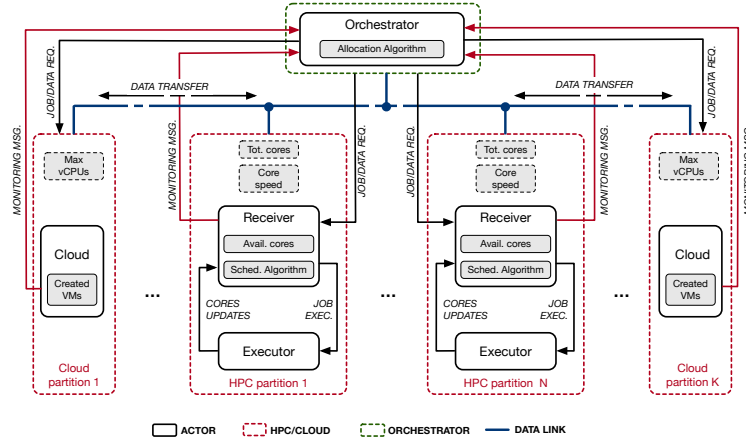 Orchestrator
Allocation Algorithm
JOB/DATA REQ.
MONITORING MSG.
DATA TRANSFER
MONITORING MSG.
JOB/DATA REQ.
JOB/DATA REQ.
MONITORING MSG.
DATA TRANSFER
JOB/DATA REQ.
MONITORING MSG.
Max
vCPUs
Cloud
Created
VMs
Cloud
partition 1
...
Tot. cores
Core
speed
Receiver
Avail. cores
Sched. Algorithm
CORES
UPDATES
JOB
EXEC.
Executor
HPC partition 1
...
Tot. cores
Core
speed
Receiver
Avail. cores
Sched. Algorithm
CORES
UPDATES
JOB
EXEC.
Executor
HPC partition N
...
Max
vCPUs
Cloud
Created
VMs
Cloud
partition K
ACTOR
HPC/CLOUD
ORCHESTRATOR
DATA LINK